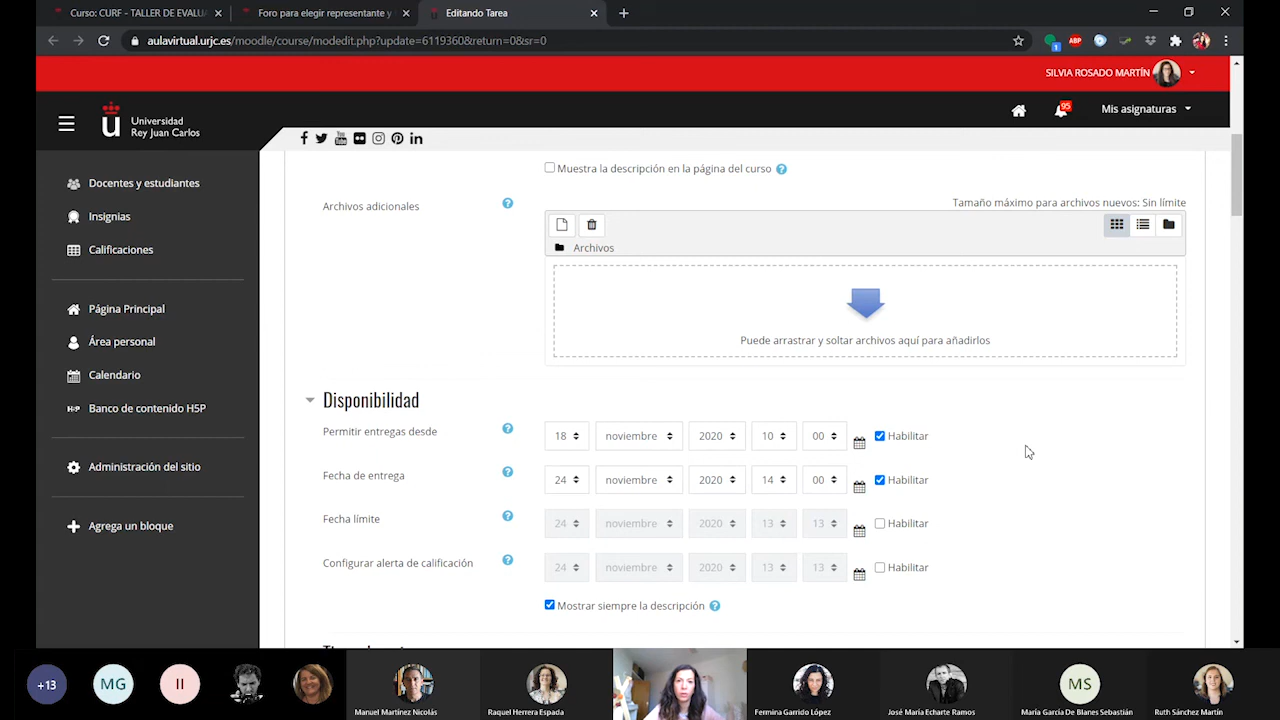 Curso: CURF - TALLER DE EVALUA
Foro para elegir representante y
Editando Tarea
aulavirtual.urjc.es/moodle/course/modedit.php?update=6119360&return=0&sr=0
1
ABP
SILVIA ROSADO MARTÍN
Universidad
Rey Juan Carlos
95
Mis asignaturas
Docentes y estudiantes
Insignias
Calificaciones
Página Principal
Área personal
Calendario
H5P Banco de contenido H5P
Administración del sitio
Agrega un bloque
Muestra la descripción en la página del curso
Archivos adicionales
Tamaño máximo para archivos nuevos: Sin límite
Archivos
Puede arrastrar y soltar archivos aquí para añadirlos
Disponibilidad
Permitir entregas desde 18 noviembre 2020 10 00 Habilitar
Fecha de entrega 24 noviembre 2020 14 00 Habilitar
Fecha límite 24 noviembre 2020 13 13 Habilitar
Configurar alerta de calificación 24 noviembre 2020 13 13 Habilitar
Mostrar siempre la descripción
+13 MG II MS
Manuel Martínez Nicolás Raquel Herrera Espada Fermina Garrido López José María Echarte Ramos María García De Blanes Sebastián Ruth Sánchez Martín